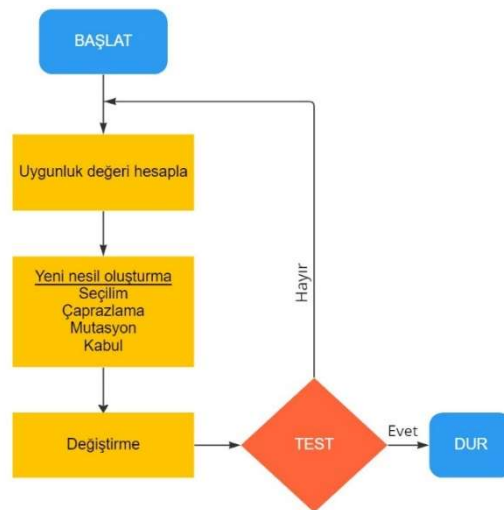 BAŞLAT
Uygunluk değeri hesapla
Yeni nesil oluşturma
Seçilim
Çaprazlama
Mutasyon
Kabul
Değiştirme
TEST
Hayır
Evet
DUR